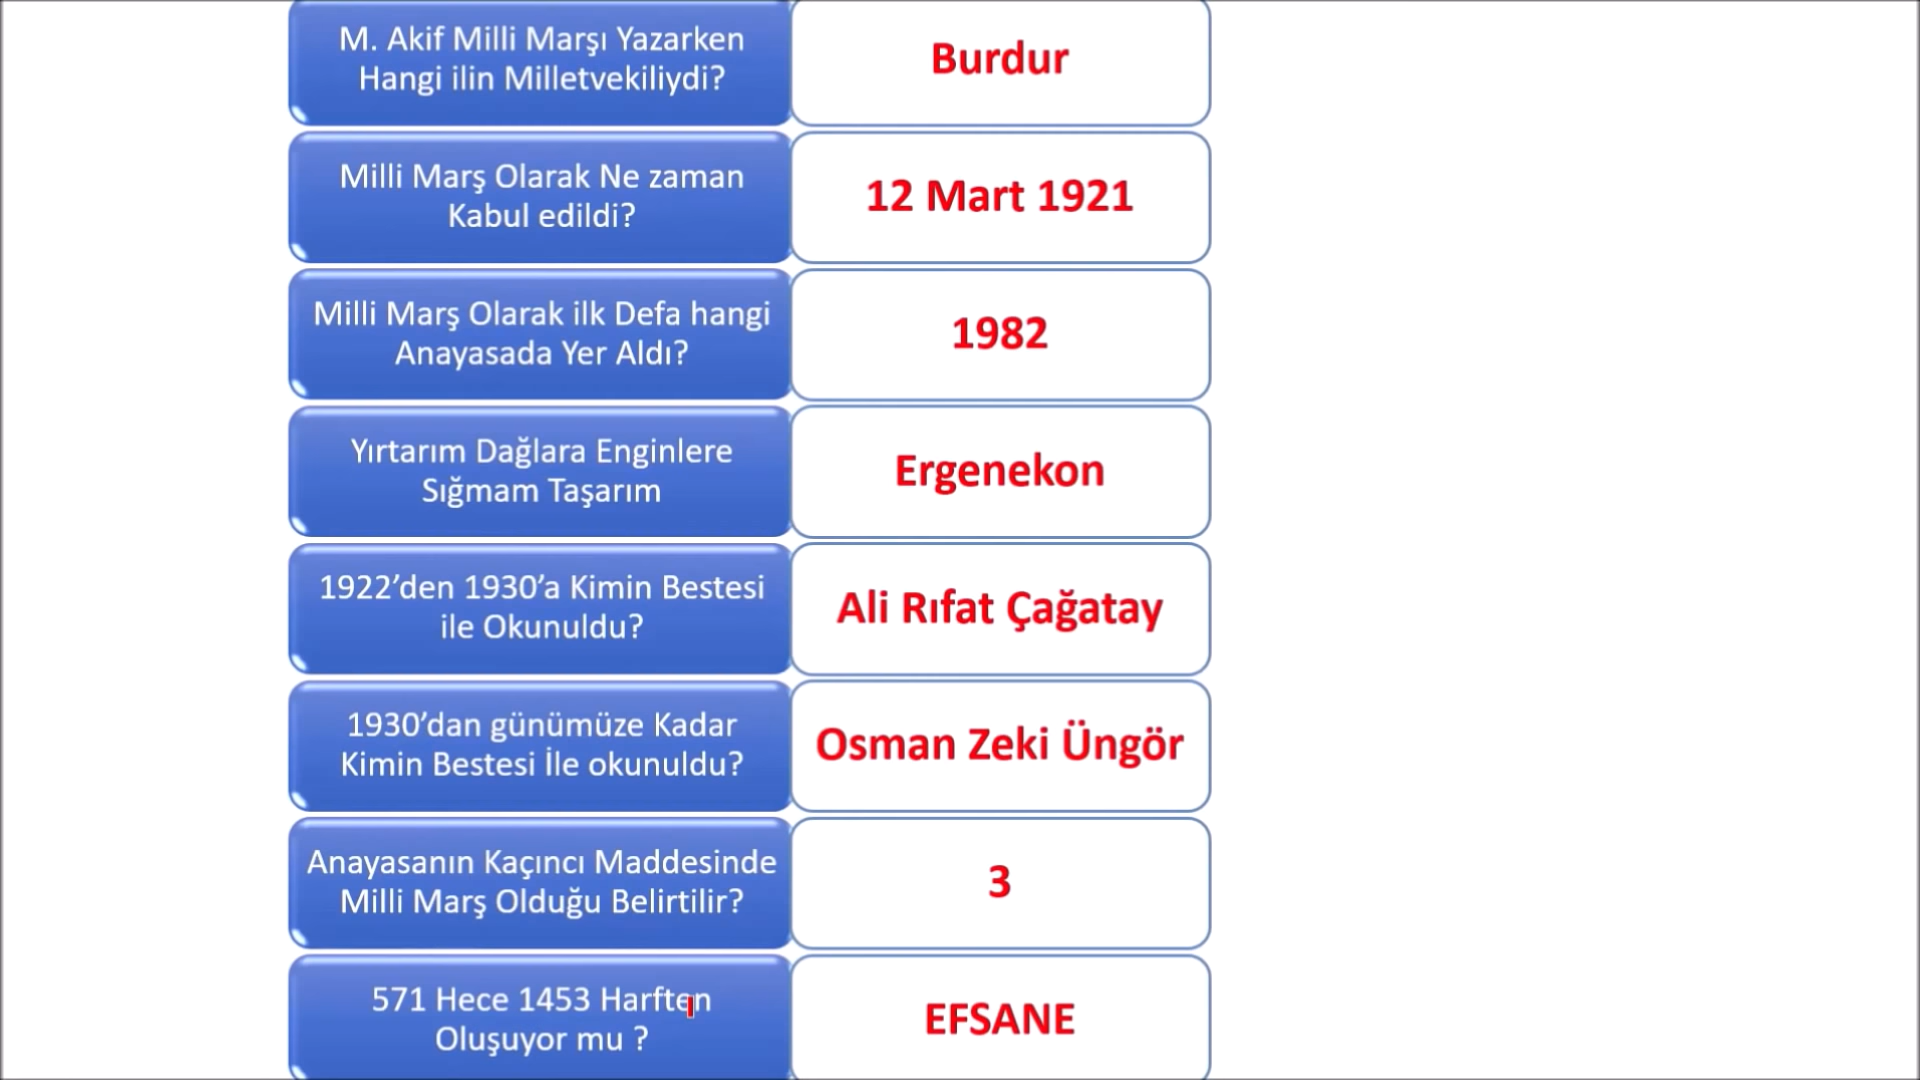 M. Akif Milli Marşı Yazarken
Hangi ilin Milletvekiliydi?
Burdur
Milli Marş Olarak Ne zaman
Kabul edildi?
12 Mart 1921
Milli Marş Olarak ilk Defa hangi
Anayasada Yer Aldı?
1982
Yırtarım Dağlara Enginlere
Sığmam Taşarım
Ergenekon
1922’den 1930’a Kimin Bestesi
ile Okunuldu?
Ali Rıfat Çağatay
1930’dan günümüze Kadar
Kimin Bestesi İle okunuldu?
Osman Zeki Üngör
Anayasanın Kaçıncı Maddesinde
Milli Marş Olduğu Belirtilir?
3
571 Hece 1453 Harften
Oluşuyor mu ?
EFSANE